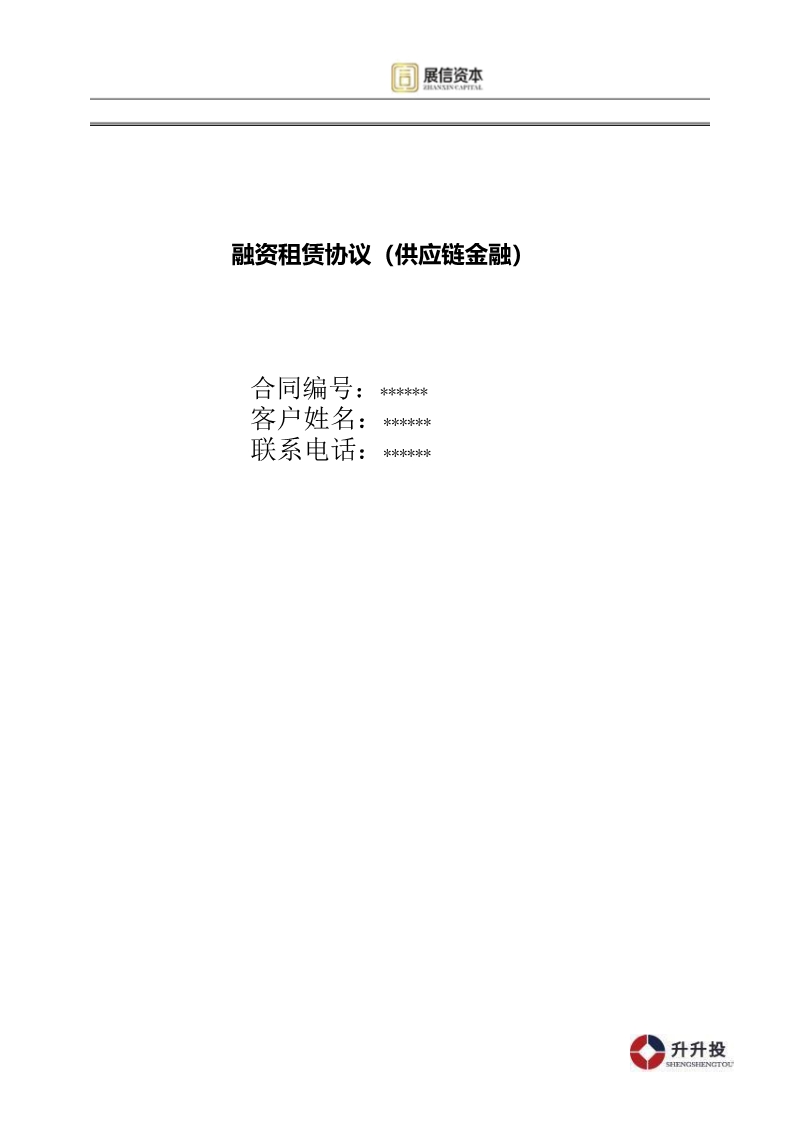 展信资本
ZHANXIN CAPITAL
融资租赁协议（供应链金融）
合同编号：******
客户姓名：******
联系电话：******
升升投
SHENGSHENGTOU